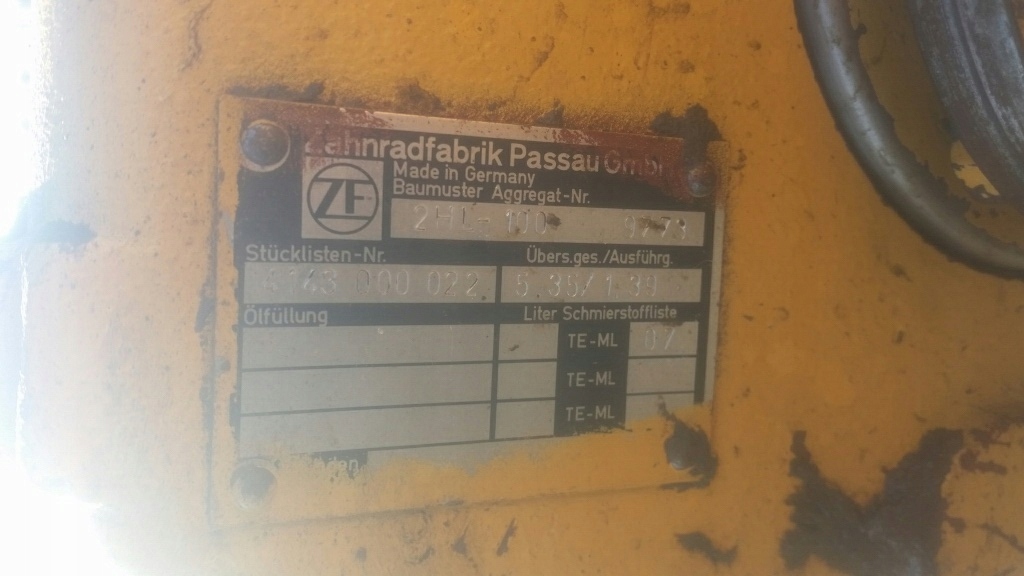 Zahnradfabrik Passau GmbH
ZF
Made in Germany
Baumuster Aggregat-Nr.
2HL-100 9773
Stücklisten-Nr. Übers.ges./Ausführg.
4143 000 022 5.35/1.39
Ölfüllung Liter Schmierstoffliste
TE-ML 07
TE-ML
TE-ML